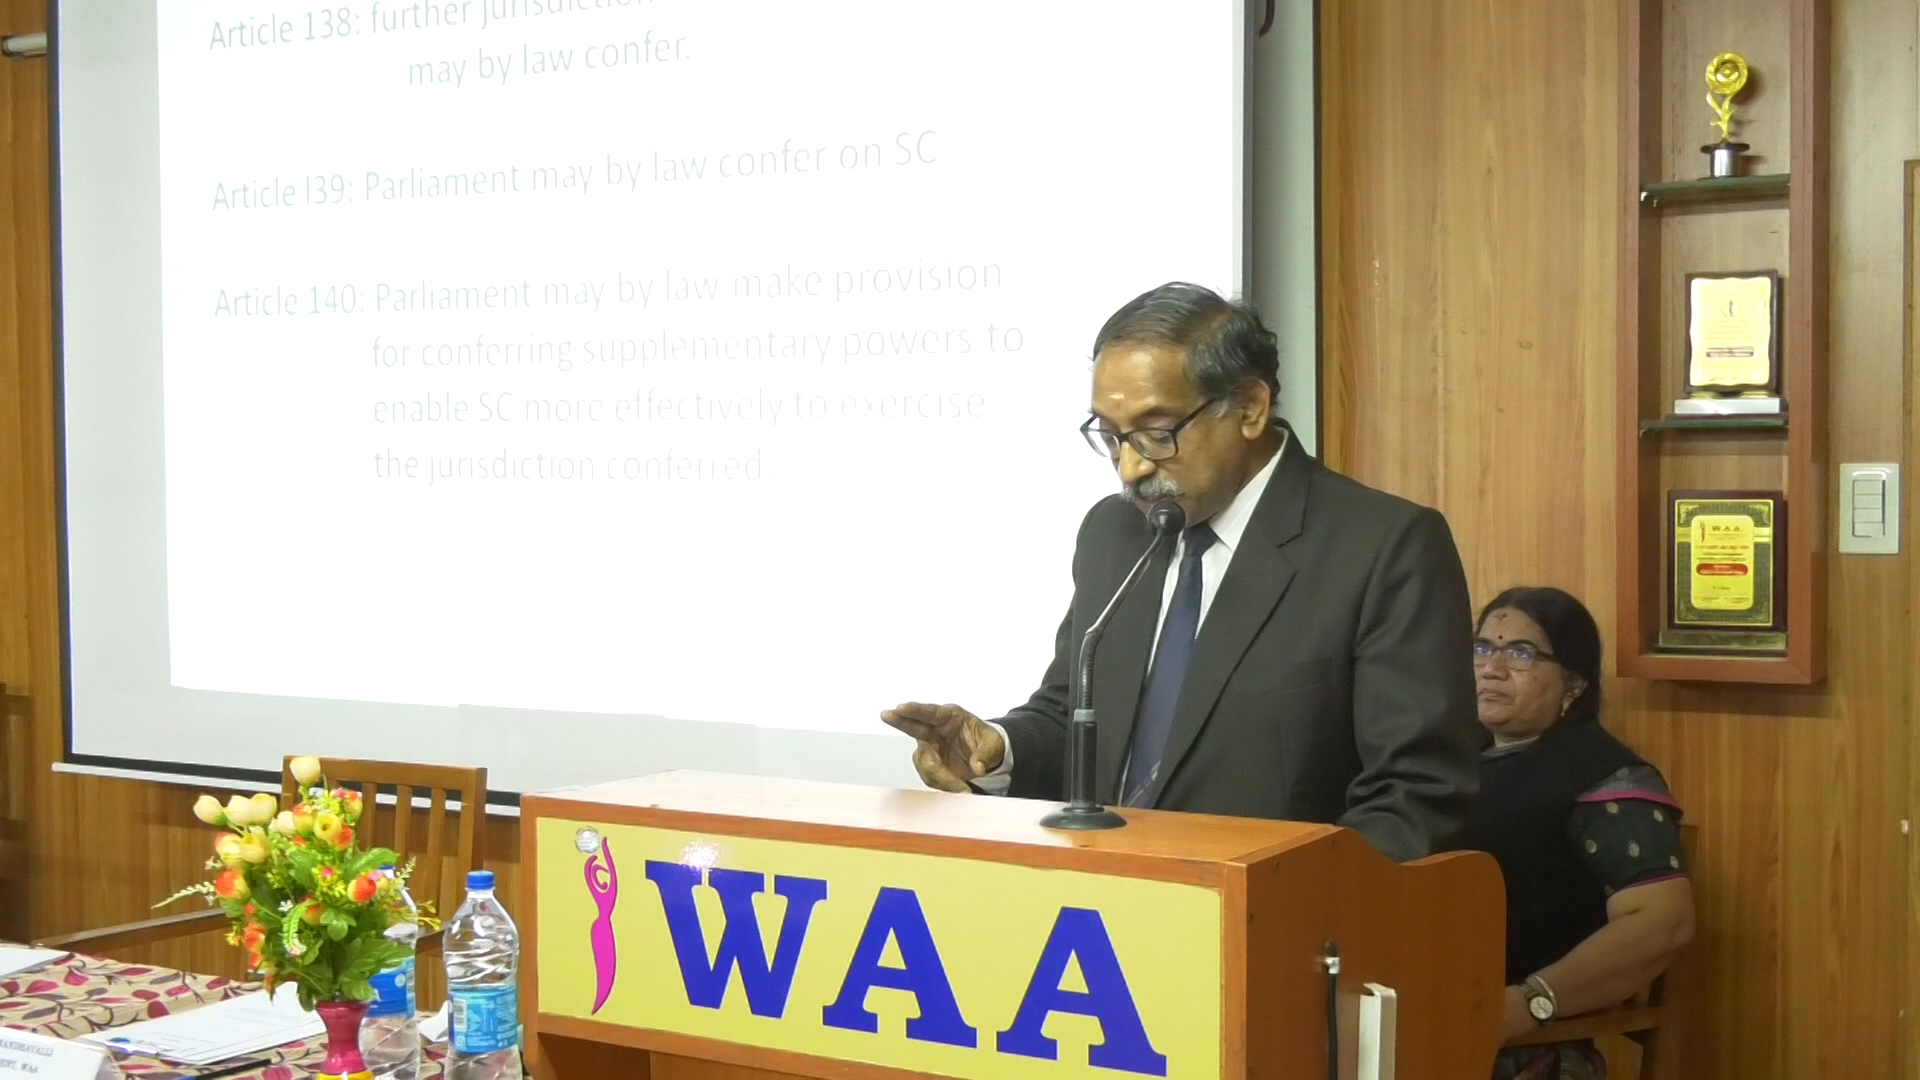 Article 138: further jurisdiction
may by law confer.
Article l39: Parliament may by law confer on SC
Article 140: Parliament may by law make provision
for conferring supplementary powers to
enable SC more effectively to exercise
the jurisdiction conferred.
W.A.A.
WAA